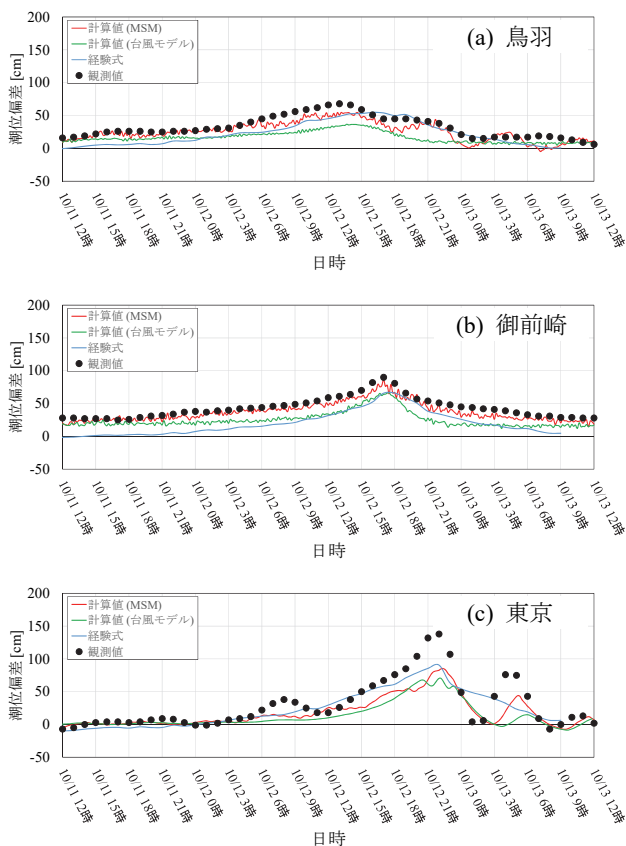 (a) 鳥羽
計算値 (MSM)
計算値 (台風モデル)
経験式
観測値
潮位偏差 [cm]
200
150
100
50
0
-50
10/11 12時
10/11 15時
10/11 18時
10/11 21時
10/12 0時
10/12 3時
10/12 6時
10/12 9時
10/12 12時
10/12 15時
10/12 18時
10/12 21時
10/13 0時
10/13 3時
10/13 6時
10/13 9時
10/13 12時
日時
(b) 御前崎
計算値 (MSM)
計算値 (台風モデル)
経験式
観測値
潮位偏差 [cm]
200
150
100
50
0
-50
10/11 12時
10/11 15時
10/11 18時
10/11 21時
10/12 0時
10/12 3時
10/12 6時
10/12 9時
10/12 12時
10/12 15時
10/12 18時
10/12 21時
10/13 0時
10/13 3時
10/13 6時
10/13 9時
10/13 12時
日時
(c) 東京
計算値 (MSM)
計算値 (台風モデル)
経験式
観測値
潮位偏差 [cm]
200
150
100
50
0
-50
10/11 12時
10/11 15時
10/11 18時
10/11 21時
10/12 0時
10/12 3時
10/12 6時
10/12 9時
10/12 12時
10/12 15時
10/12 18時
10/12 21時
10/13 0時
10/13 3時
10/13 6時
10/13 9時
10/13 12時
日時